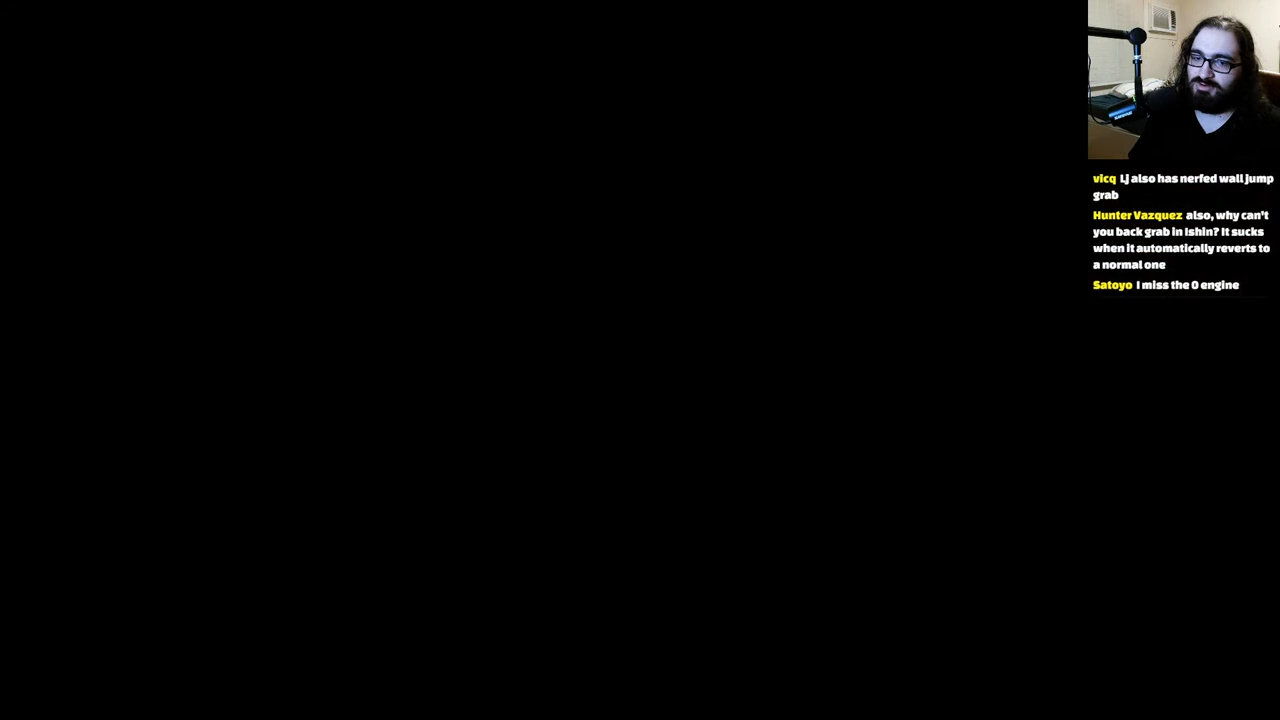 vicq Lj also has nerfed wall jump
grab
Hunter Vazquez also, why can't
you back grab in Ishin? It sucks
when it automatically reverts to
a normal one
Satoyo I miss the 0 engine